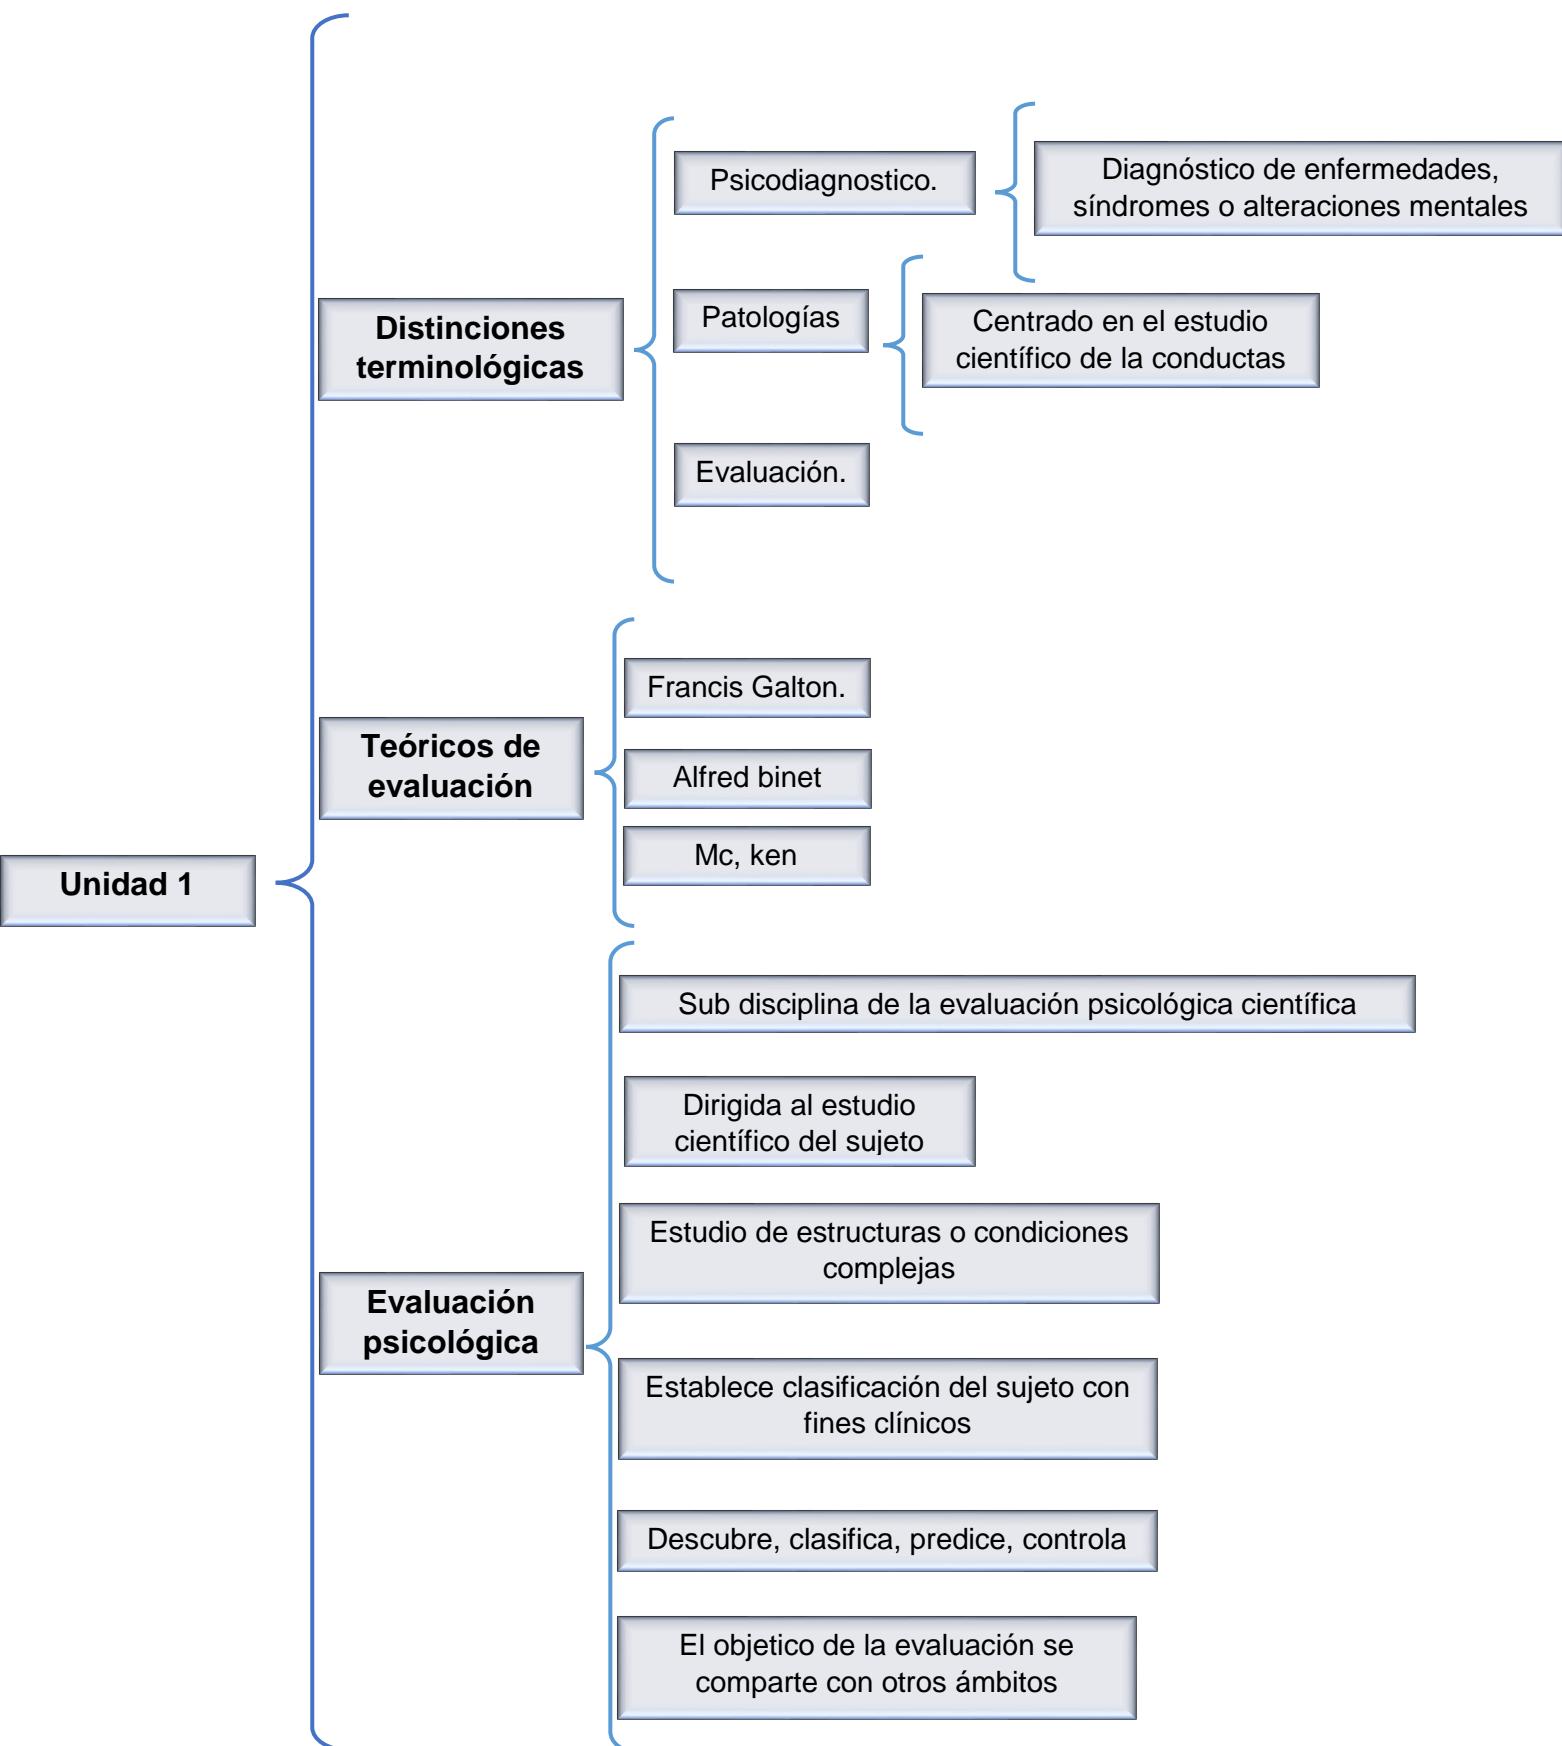 Psicodiagnostico.
Diagnóstico de enfermedades,
síndromes o alteraciones mentales
Distinciones
terminológicas
Patologías
Centrado en el estudio
científico de la conductas
Evaluación.
Francis Galton.
Teóricos de
evaluación
Alfred binet
Mc, ken
Unidad 1
Sub disciplina de la evaluación psicológica científica
Dirigida al estudio
científico del sujeto
Estudio de estructuras o condiciones
complejas
Evaluación
psicológica
Establece clasificación del sujeto con
fines clínicos
Descubre, clasifica, predice, controla
El objetico de la evaluación se
comparte con otros ámbitos